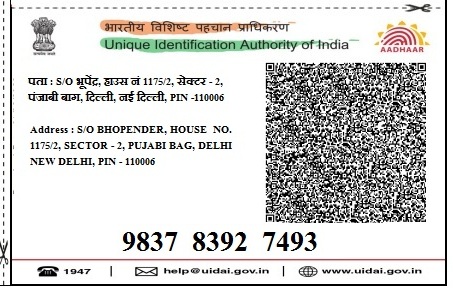 भारतीय विशिष्ट पहचान प्राधिकरण
Unique Identification Authority of India
AADHAAR
पता : S/O भूपेंद्र, हाउस नं 1175/2, सेक्टर - 2,
पंजाबी बाग, दिल्ली, नई दिल्ली, PIN -110006
Address : S/O BHOPENDER, HOUSE NO.
1175/2, SECTOR - 2, PUJABI BAG, DELHI
NEW DELHI, PIN - 110006
9837 8392 7493
1947 | help@uidai.gov.in | www.uidai.gov.in